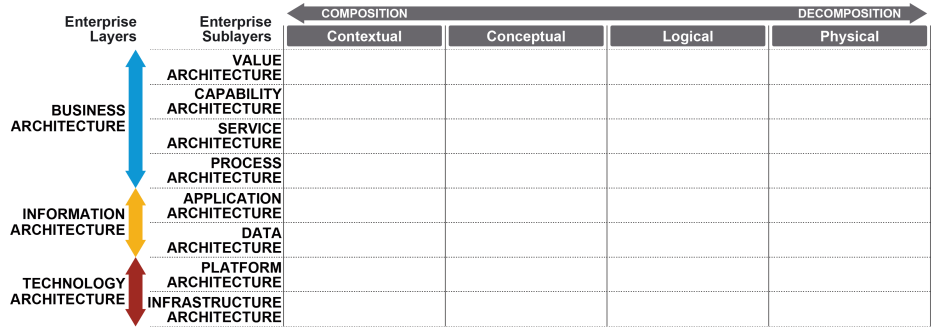 COMPOSITION DECOMPOSITION
Enterprise Enterprise
Layers Sublayers
Contextual Conceptual Logical Physical
BUSINESS
ARCHITECTURE
VALUE
ARCHITECTURE
CAPABILITY
ARCHITECTURE
SERVICE
ARCHITECTURE
PROCESS
ARCHITECTURE
INFORMATION
ARCHITECTURE
APPLICATION
ARCHITECTURE
DATA
ARCHITECTURE
TECHNOLOGY
ARCHITECTURE
PLATFORM
ARCHITECTURE
INFRASTRUCTURE
ARCHITECTURE